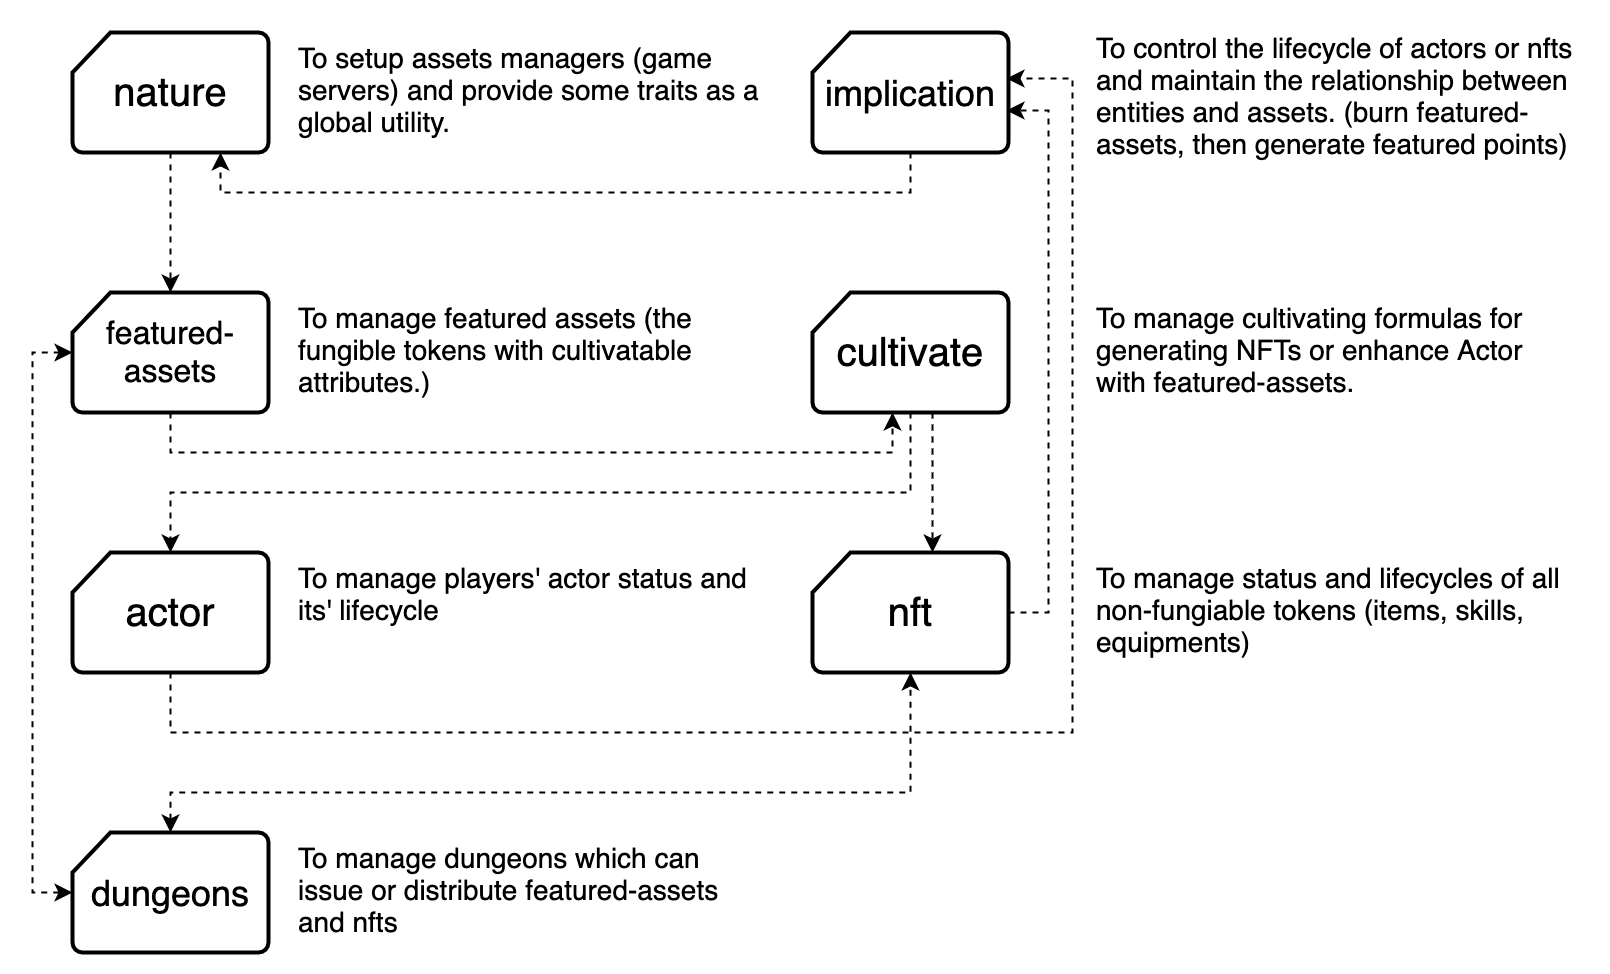 nature
To setup assets managers (game
servers) and provide some traits as a
global utility.
implication
To control the lifecycle of actors or nfts
and maintain the relationship between
entities and assets. (burn featured-
assets, then generate featured points)
featured-
assets
To manage featured assets (the
fungible tokens with cultivatable
attributes.)
cultivate
To manage cultivating formulas for
generating NFTs or enhance Actor
with featured-assets.
actor
To manage players' actor status and
its' lifecycle
nft
To manage status and lifecycles of all
non-fungiable tokens (items, skills,
equipments)
dungeons
To manage dungeons which can
issue or distribute featured-assets
and nfts